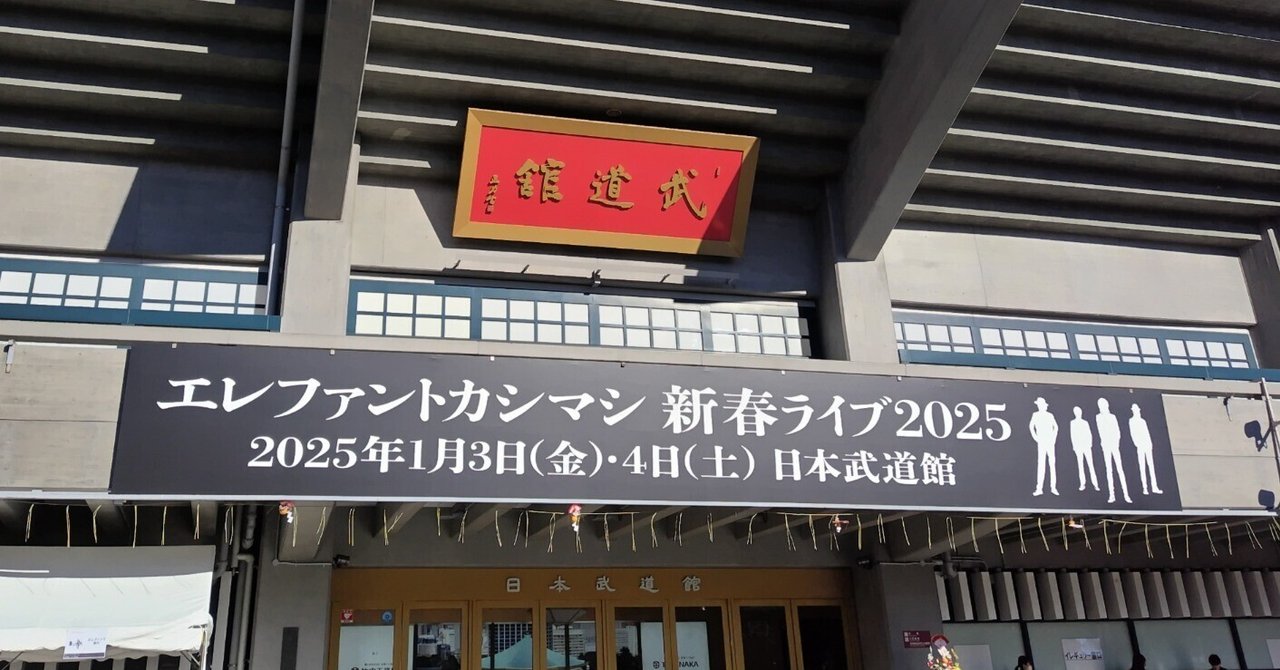 武道館
エレファントカシマシ 新春ライブ2025
2025年1月3日(金)・4日(土) 日本武道館
日本武道館